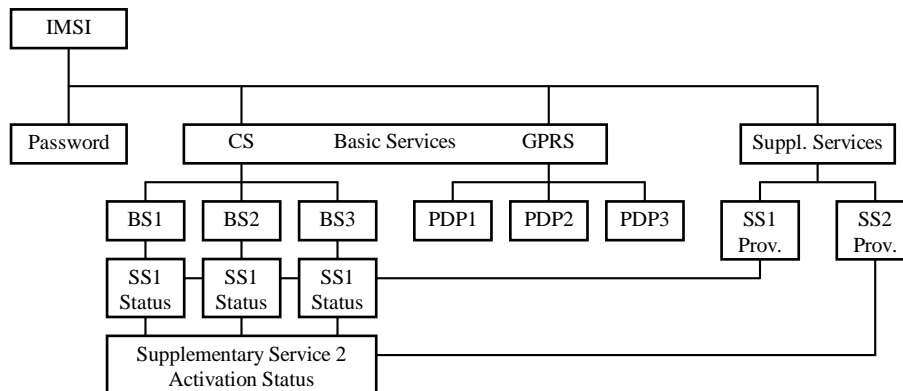 IMSI
Password
CS Basic Services GPRS
Suppl. Services
BS1
BS2
BS3
PDP1
PDP2
PDP3
SS1
Prov.
SS2
Prov.
SS1
Status
SS1
Status
SS1
Status
Supplementary Service 2
Activation Status